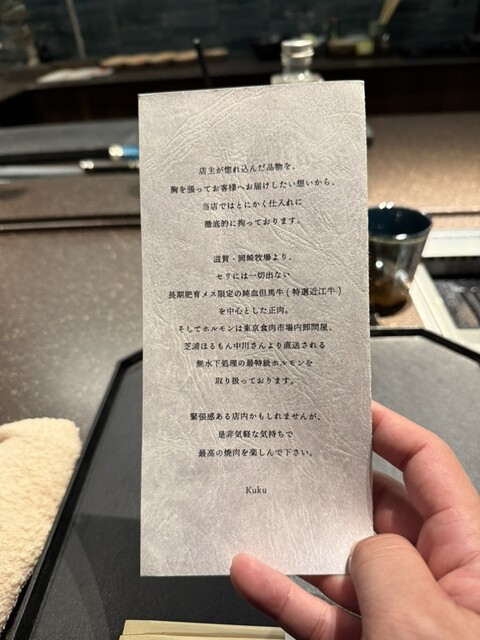 店主が惚れ込んだ品物を、
胸を張ってお客様へお届けしたい想いから、
当店ではとにかく仕入れに
徹底的に拘っております。
滋賀・岡崎牧場より、
セリには一切出ない
長期肥育メス限定の純血但馬牛(特選近江牛)
を中心とした正肉。
そしてホルモンは東京食肉市場内卸問屋、
芝浦ほるもん中川さんより直送される
無水下処理の最特級ホルモンを
取り扱っております。
緊張感ある店内かもしれませんが、
是非気軽な気持ちで
最高の焼肉を楽しんで下さい。
Kuku